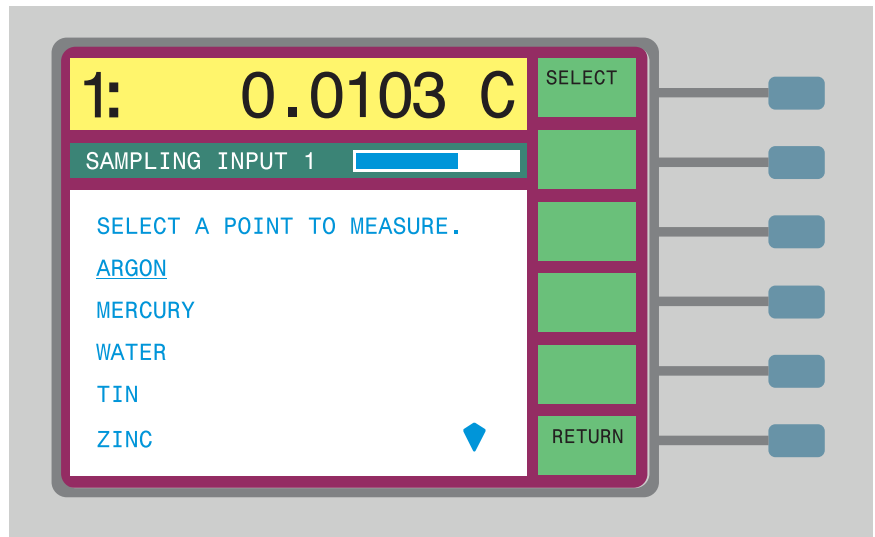 1: 0.0103 C
SELECT
SAMPLING INPUT 1
SELECT A POINT TO MEASURE.
ARGON
MERCURY
WATER
TIN
ZINC
RETURN